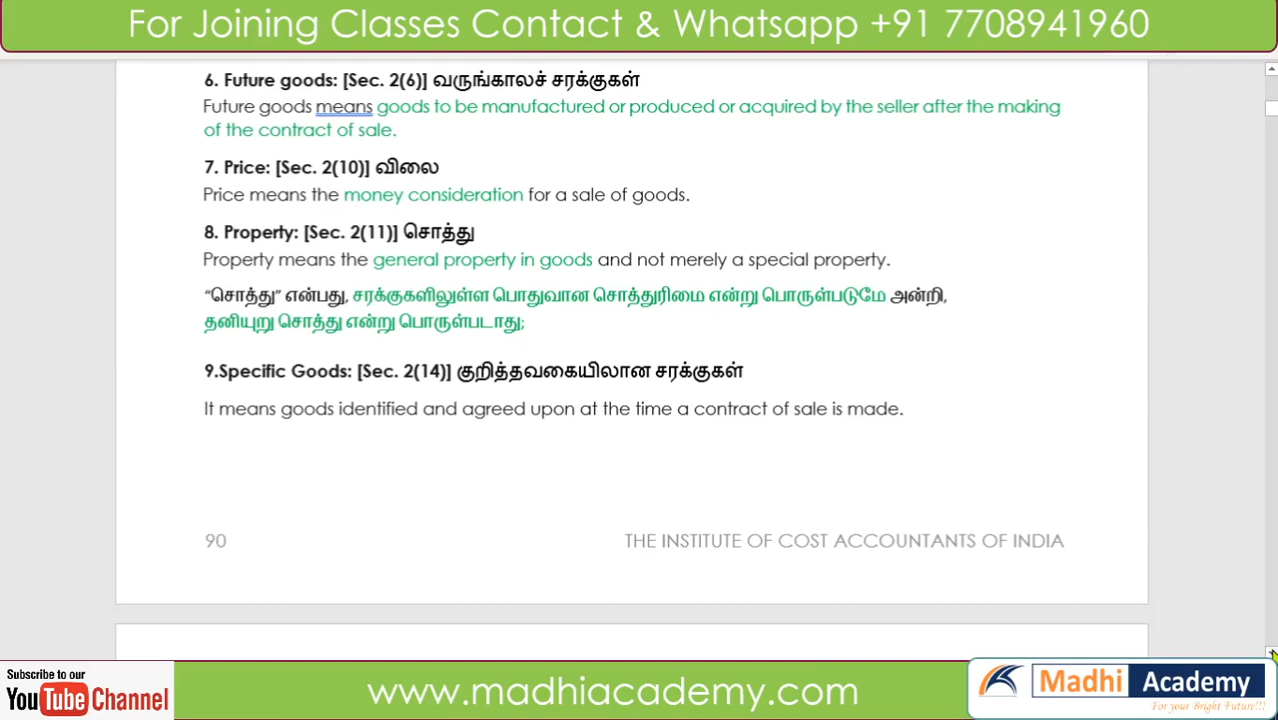 For Joining Classes Contact & Whatsapp +91 7708941960
6. Future goods: [Sec. 2(6)] வருங்காலச் சரக்குகள்
Future goods means goods to be manufactured or produced or acquired by the seller after the making
of the contract of sale.
7. Price: [Sec. 2(10)] விலை
Price means the money consideration for a sale of goods.
8. Property: [Sec. 2(11)] சொத்து
Property means the general property in goods and not merely a special property.
“சொத்து” என்பது, சரக்குகளிலுள்ள பொதுவான சொத்துரிமை என்று பொருள்படுமே அன்றி,
தனியுறு சொத்து என்று பொருள்படாது;
9.Specific Goods: [Sec. 2(14)] குறித்தவகையிலான சரக்குகள்
It means goods identified and agreed upon at the time a contract of sale is made.
90 THE INSTITUTE OF COST ACCOUNTANTS OF INDIA
Subscribe to our
YouTube Channel
www.madhiacademy.com
Madhi Academy
For your Bright Future!!!